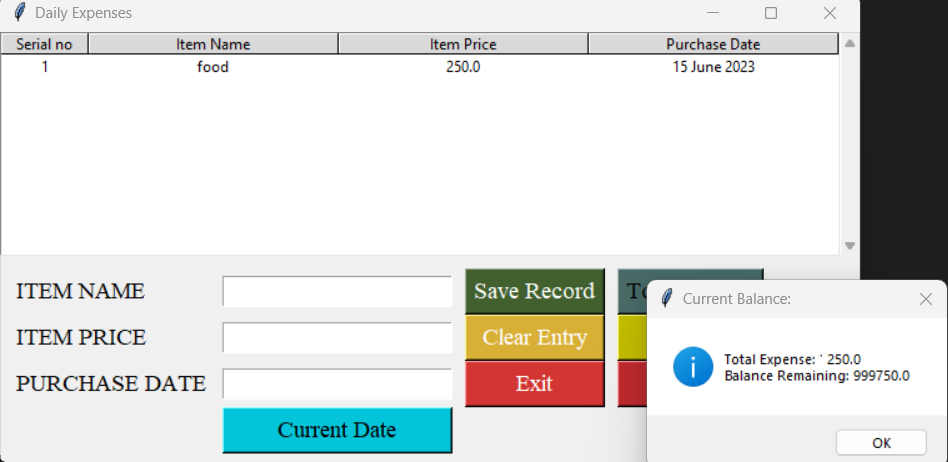 Daily Expenses
Serial no Item Name Item Price Purchase Date
1 food 250.0 15 June 2023
ITEM NAME Save Record
Current Balance:
ITEM PRICE Clear Entry
Total Expense: ` 250.0
Balance Remaining: 999750.0
PURCHASE DATE Exit
Current Date
OK